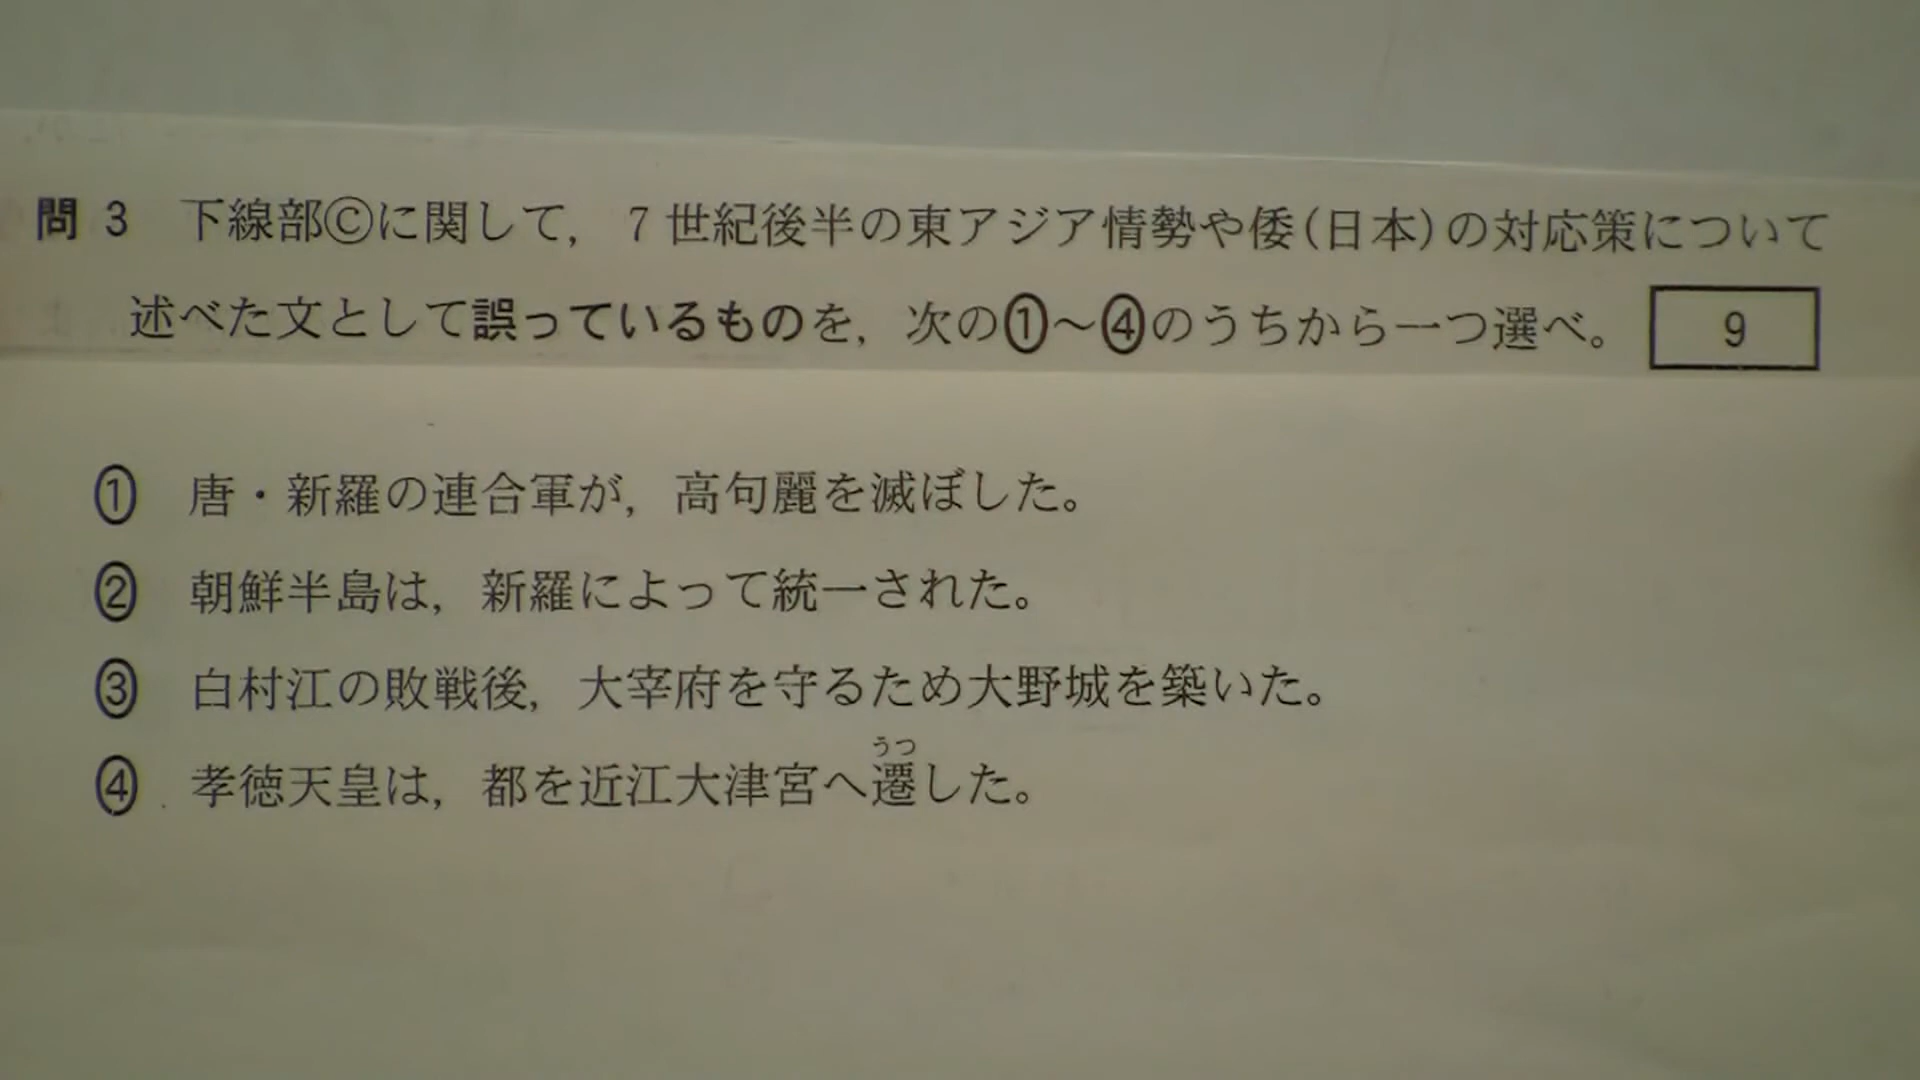 問3 下線部Ⓒに関して，7世紀後半の東アジア情勢や倭(日本)の対応策について
述べた文として誤っているものを，次の①～④のうちから一つ選べ。 9
① 唐・新羅の連合軍が，高句麗を滅ぼした。
② 朝鮮半島は，新羅によって統一された。
③ 白村江の敗戦後，大宰府を守るため大野城を築いた。
うつ
④ 孝徳天皇は，都を近江大津宮へ遷した。